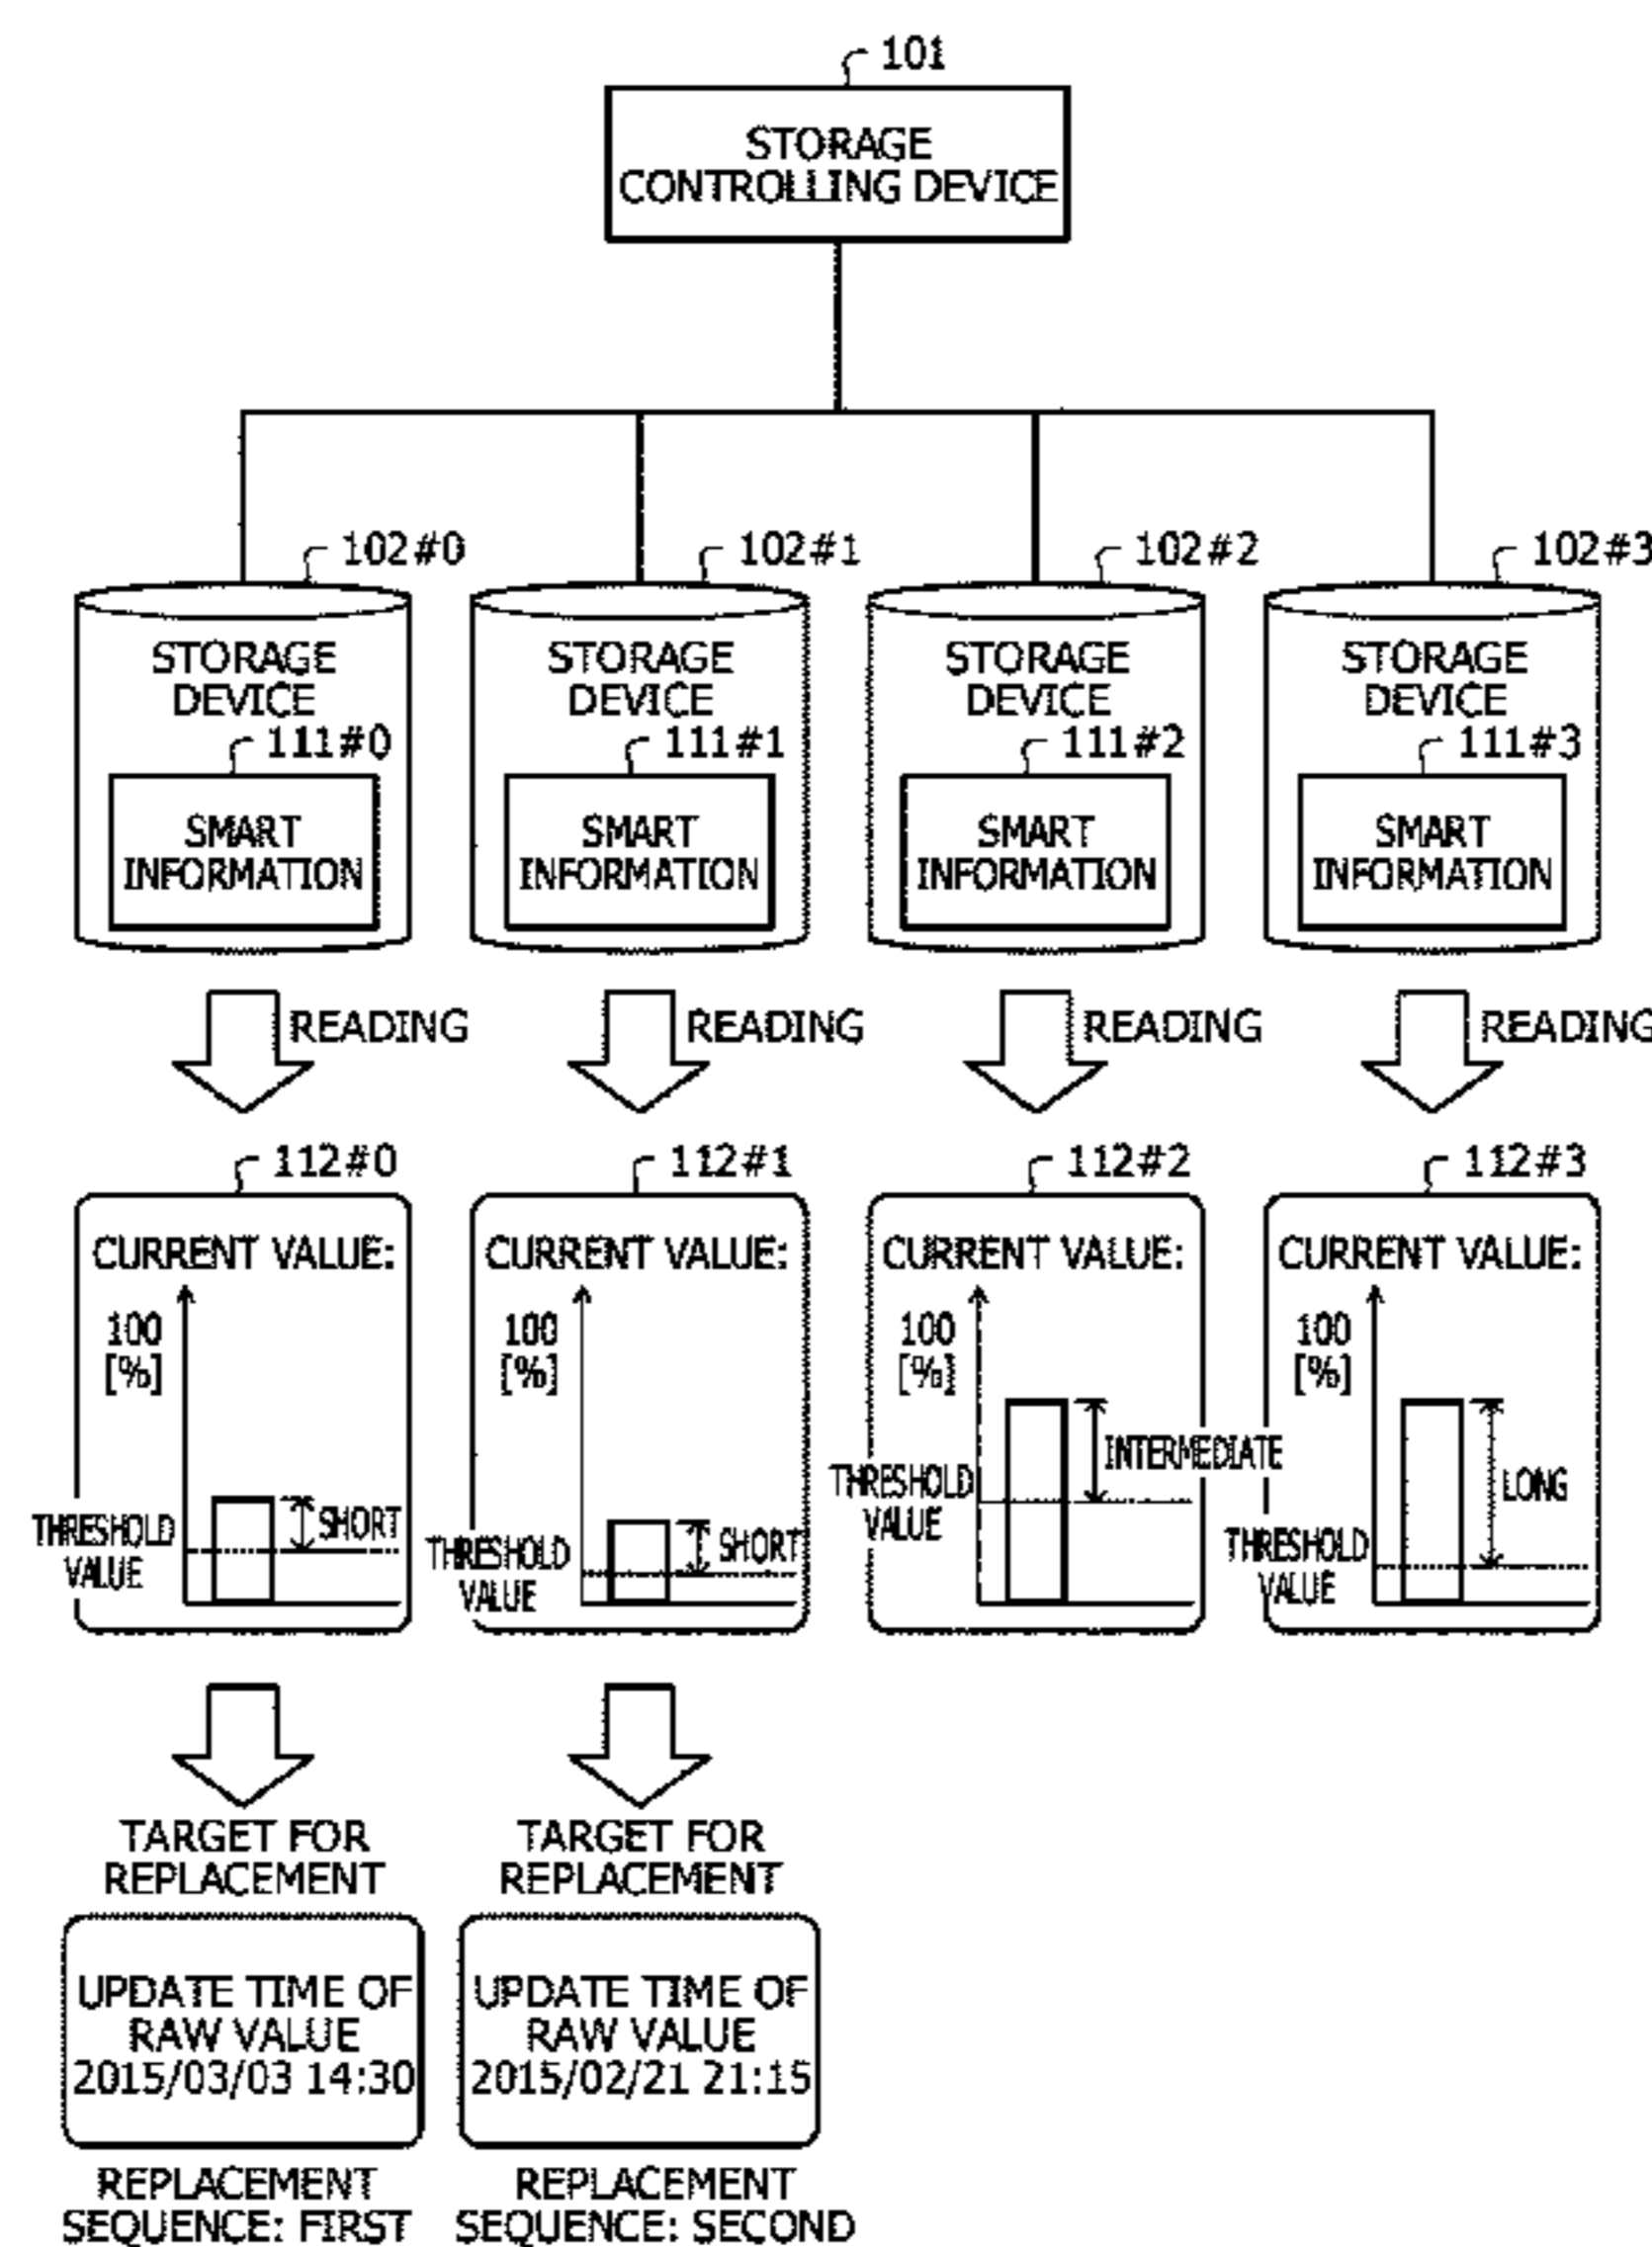 101
STORAGE
CONTROLLING DEVICE
102#0
102#1
102#2
102#3
STORAGE
DEVICE
STORAGE
DEVICE
STORAGE
DEVICE
STORAGE
DEVICE
111#0
111#1
111#2
111#3
SMART
INFORMATION
SMART
INFORMATION
SMART
INFORMATION
SMART
INFORMATION
READING
READING
READING
READING
112#0
112#1
112#2
112#3
CURRENT VALUE:
100
[%]
THRESHOLD
VALUE
SHORT
CURRENT VALUE:
100
[%]
THRESHOLD
VALUE
SHORT
CURRENT VALUE:
100
[%]
THRESHOLD
VALUE
INTERMEDIATE
CURRENT VALUE:
100
[%]
THRESHOLD
VALUE
LONG
TARGET FOR
REPLACEMENT
UPDATE TIME OF
RAW VALUE
2015/03/03 14:30
REPLACEMENT
SEQUENCE: FIRST
TARGET FOR
REPLACEMENT
UPDATE TIME OF
RAW VALUE
2015/02/21 21:15
REPLACEMENT
SEQUENCE: SECOND